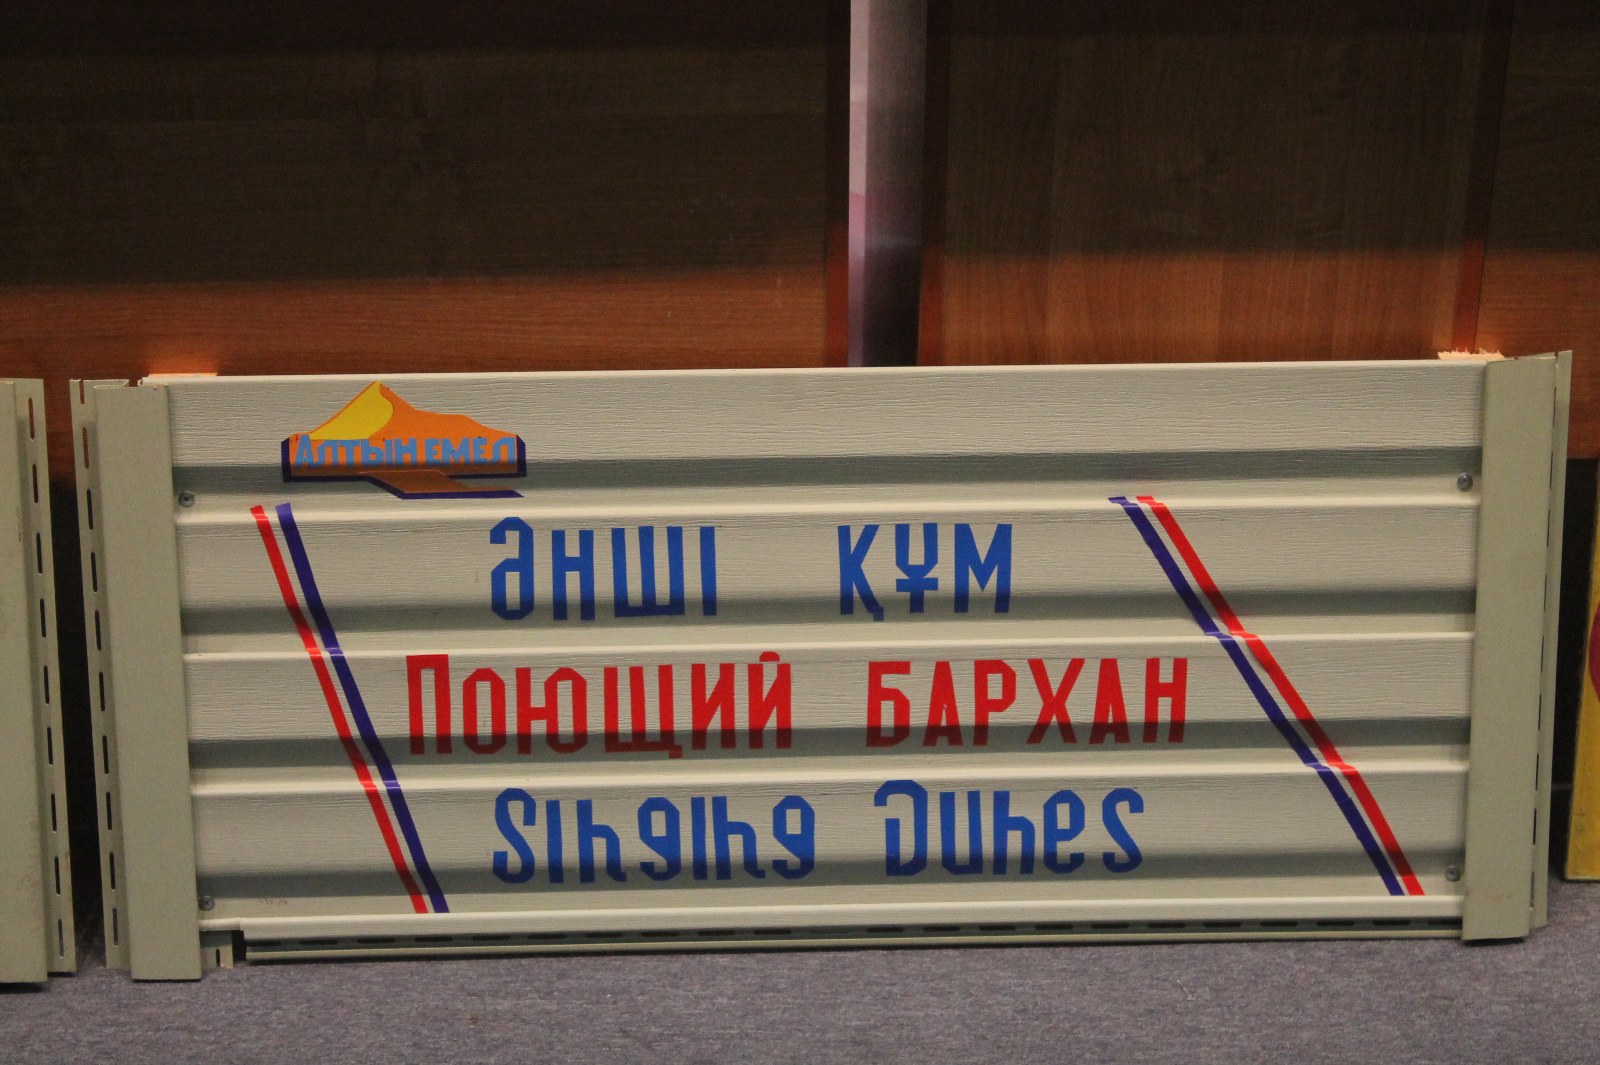 Алтын емел
Әнші құм
Поющий бархан
Singing Dunes